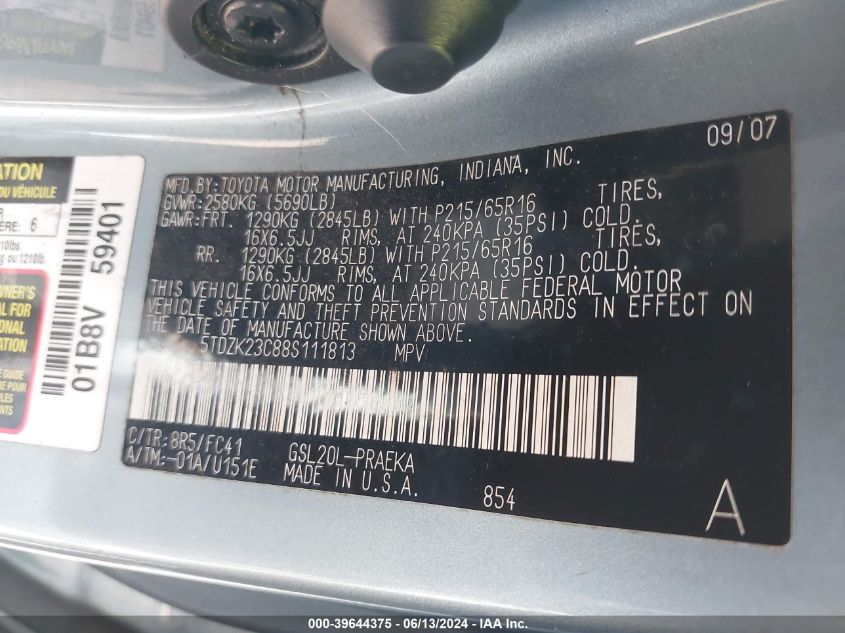 09/07
MFD.BY:TOYOTA MOTOR MANUFACTURING, INDIANA, INC.
GVWR:2580KG (5690LB)
GAWR:FRT. 1290KG (2845LB) WITH P215/65R16 TIRES,
16X6.5JJ RIMS, AT 240KPA (35PSI) COLD.
RR. 1290KG (2845LB) WITH P215/65R16 TIRES,
16X6.5JJ RIMS, AT 240KPA (35PSI) COLD.
THIS VEHICLE CONFORMS TO ALL APPLICABLE FEDERAL MOTOR
VEHICLE SAFETY AND THEFT PREVENTION STANDARDS IN EFFECT ON
THE DATE OF MANUFACTURE SHOWN ABOVE.
5TDZK23C88S111813 MPV
C/TR:8R5/FC41 GSL20L-PRAEKA
A/TM:-01A/U151E MADE IN U.S.A.
854
A
ATION
DU VÉHICULE
6
01B8V 59401
000-39644375 - 06/13/2024 - IAA Inc.